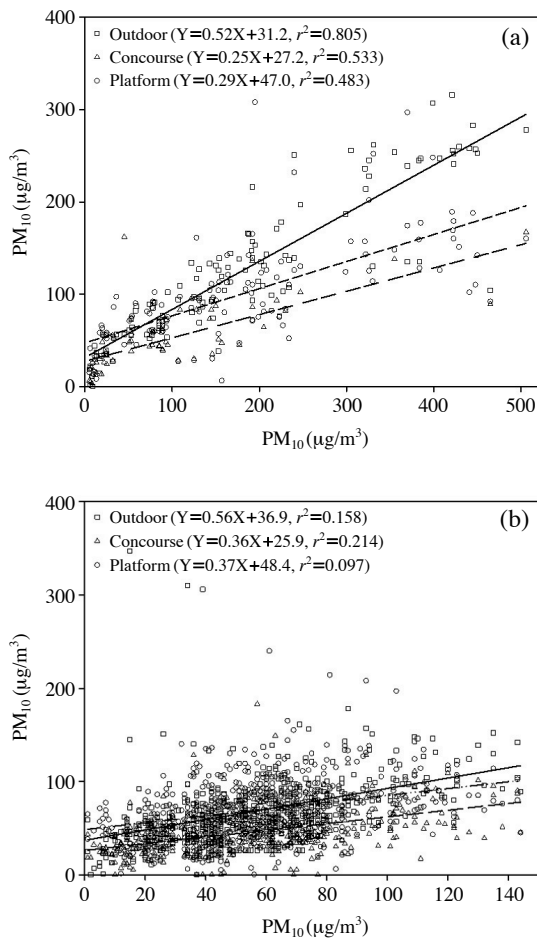 400
(a)
□ Outdoor (Y=0.52X+31.2, r²=0.805)
△ Concourse (Y=0.25X+27.2, r²=0.533)
○ Platform (Y=0.29X+47.0, r²=0.483)
300
PM₁₀ (μg/m³)
200
100
0
0 100 200 300 400 500
PM₁₀ (μg/m³)
400
(b)
□ Outdoor (Y=0.56X+36.9, r²=0.158)
△ Concourse (Y=0.36X+25.9, r²=0.214)
○ Platform (Y=0.37X+48.4, r²=0.097)
300
PM₁₀ (μg/m³)
200
100
0
0 20 40 60 80 100 120 140
PM₁₀ (μg/m³)